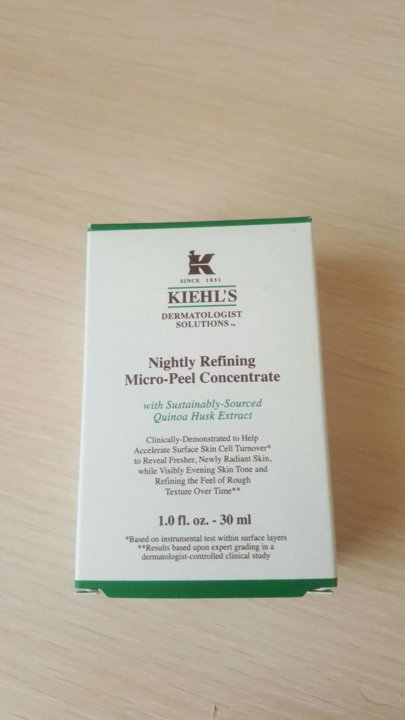 K
SINCE 1851
KIEHL'S
DERMATOLOGIST
SOLUTIONS™
Nightly Refining
Micro-Peel Concentrate
with Sustainably-Sourced
Quinoa Husk Extract
Clinically-Demonstrated to Help
Accelerate Surface Skin Cell Turnover*
to Reveal Fresher, Newly Radiant Skin,
while Visibly Evening Skin Tone and
Refining the Feel of Rough
Texture Over Time**
1.0 fl. oz. - 30 ml
*Based on instrumental test within surface layers
**Results based upon expert grading in a
dermatologist-controlled clinical study